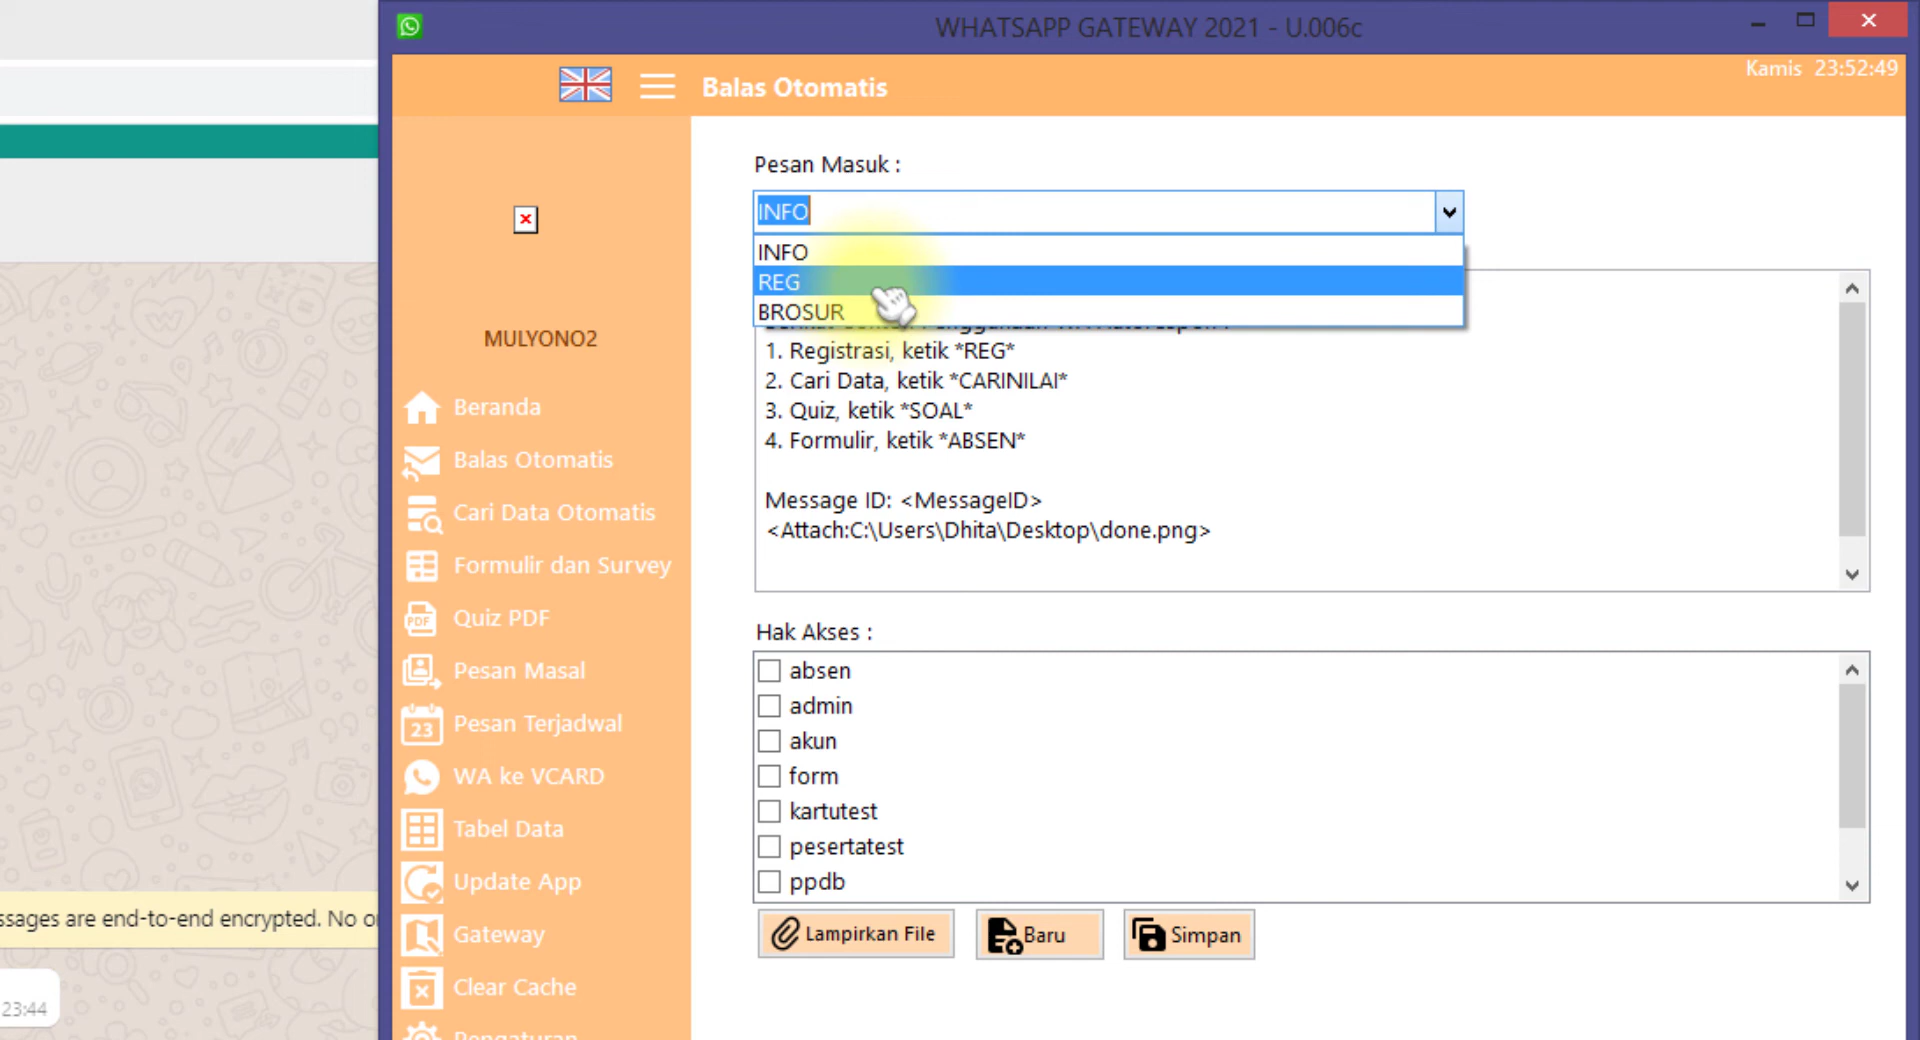 WHATSAPP GATEWAY 2021 - U.006c
Balas Otomatis
Kamis 23:52:49
MULYONO2
Beranda
Balas Otomatis
Cari Data Otomatis
Formulir dan Survey
PDF
Quiz PDF
Pesan Masal
23
Pesan Terjadwal
WA ke VCARD
Tabel Data
Update App
Gateway
Clear Cache
Pengaturan
Pesan Masuk :
INFO
INFO
REG
BROSUR
1. Registrasi, ketik *REG*
2. Cari Data, ketik *CARINILAI*
3. Quiz, ketik *SOAL*
4. Formulir, ketik *ABSEN*
Message ID: <MessageID>
<Attach:C:\Users\Dhita\Desktop\done.png>
Hak Akses :
absen
admin
akun
form
kartutest
pesertatest
ppdb
Lampirkan File
Baru
Simpan
ssages are end-to-end encrypted. No o
23:44